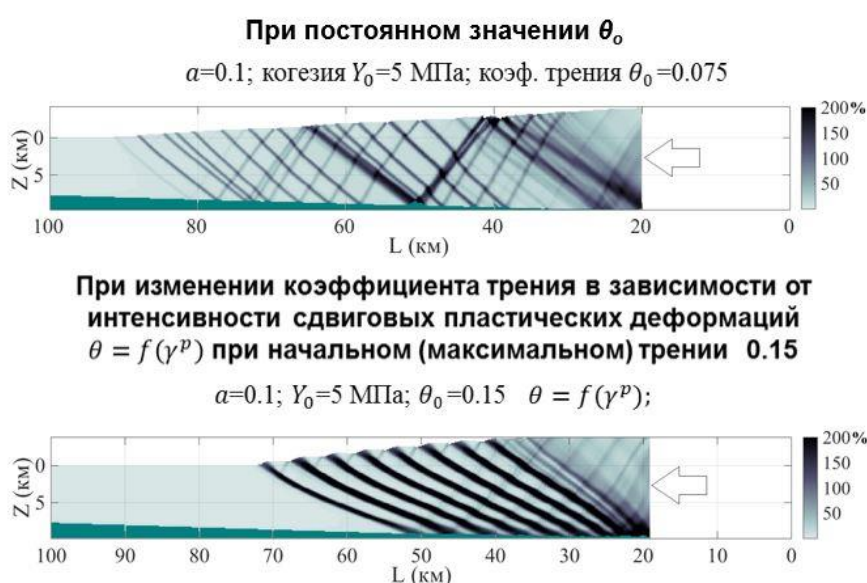 При постоянном значении θₒ
a=0.1; когезия Y₀=5 МПа; коэф. трения θ₀=0.075
200%
150
100
50
0
5
Z (км)
100
80
60
40
20
0
L (км)
При изменении коэффициента трения в зависимости от
интенсивности сдвиговых пластических деформаций
θ = f(γᵖ) при начальном (максимальном) трении 0.15
a=0.1; Y₀=5 МПа; θ₀=0.15 θ = f(γᵖ);
200%
150
100
50
0
5
Z (км)
100
90
80
70
60
50
40
30
20
10
0
L (км)